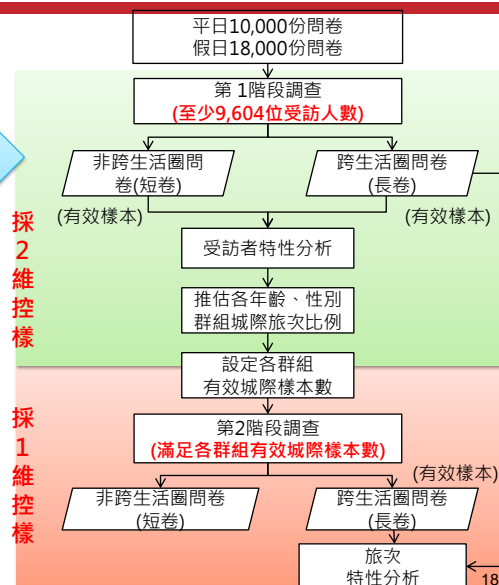 平日10,000份問卷
假日18,000份問卷
第 1階段調查
(至少9,604位受訪人數)
非跨生活圈問
卷(短卷)
跨生活圈問卷
(長卷)
(有效樣本)
(有效樣本)
採
2
維
控
樣
受訪者特性分析
推估各年齡、性別
群組城際旅次比例
設定各群組
有效城際樣本數
採
1
維
控
樣
第2階段調查
(滿足各群組有效城際樣本數)
(有效樣本)
非跨生活圈問卷
(短卷)
跨生活圈問卷
(長卷)
旅次
特性分析
18